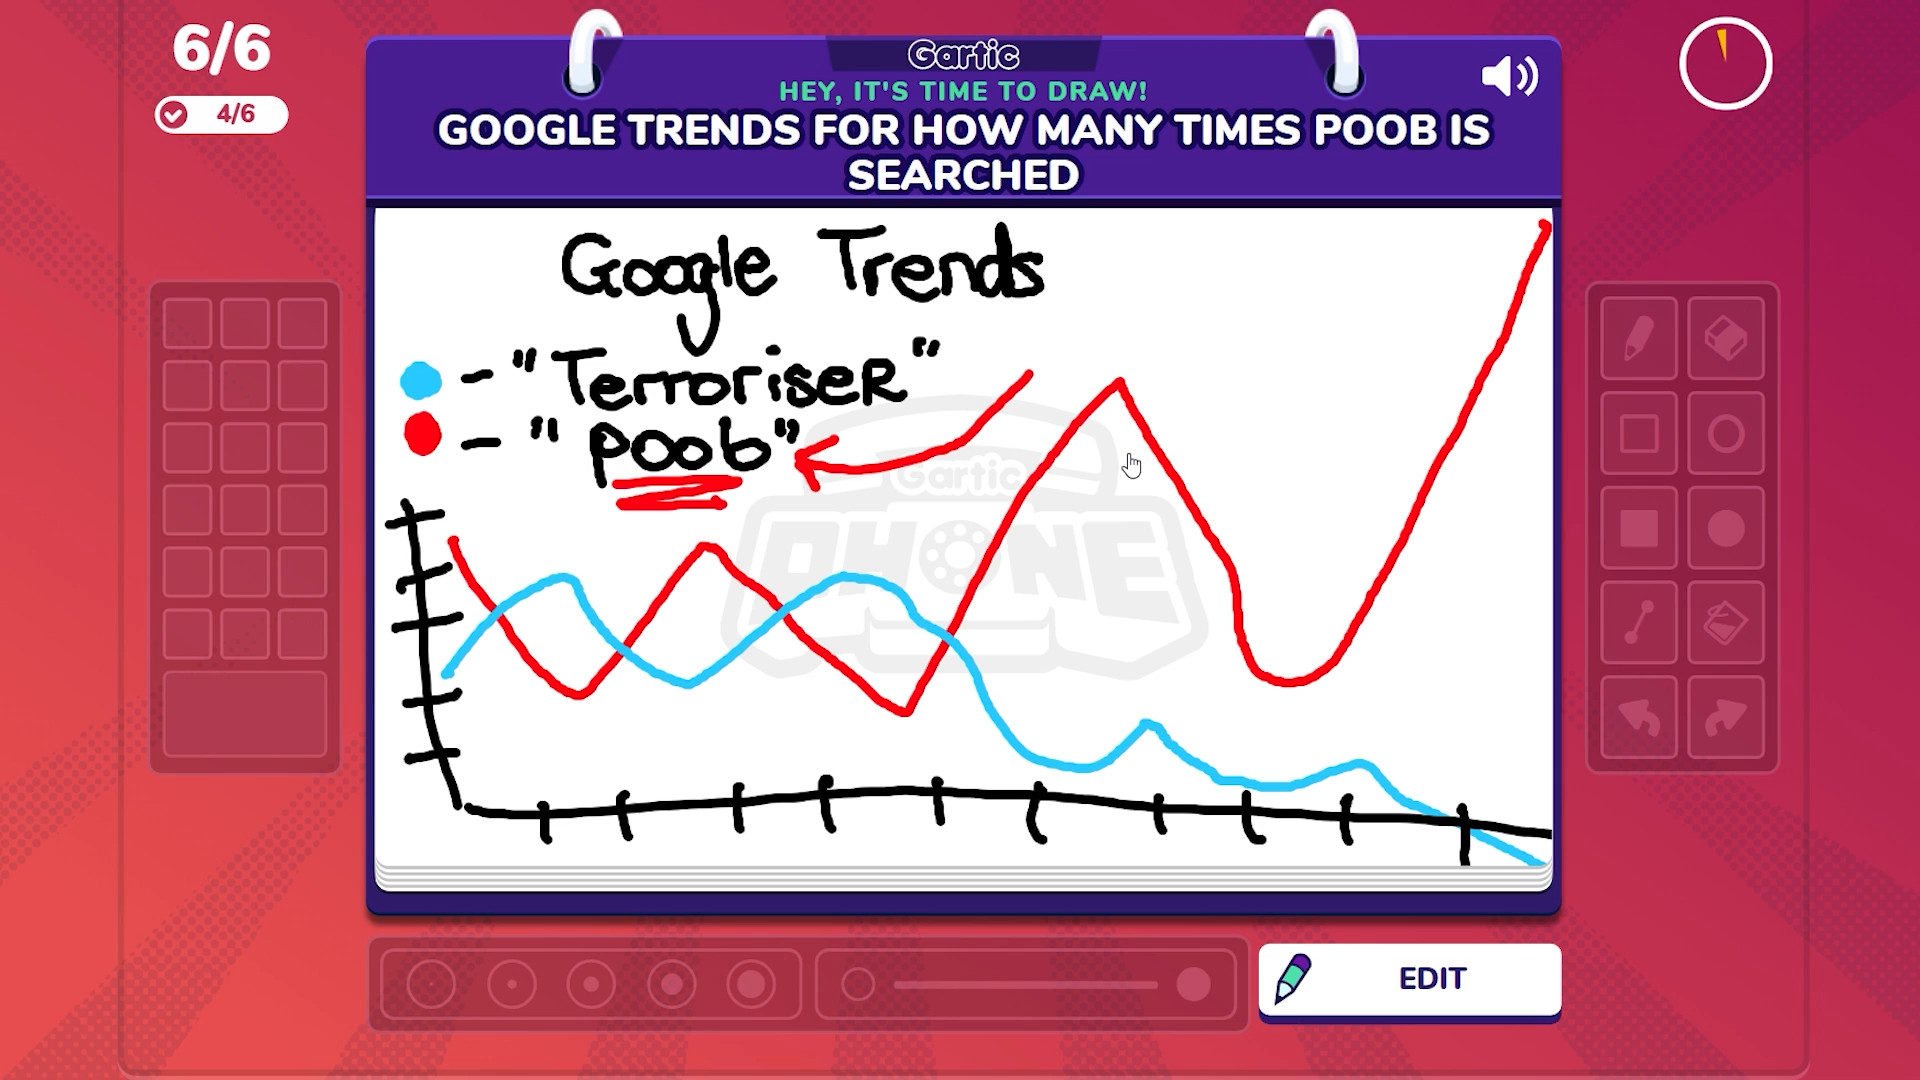 6/6
4/6
Gartic
HEY, IT'S TIME TO DRAW!
GOOGLE TRENDS FOR HOW MANY TIMES POOB IS
SEARCHED
Google Trends
- "TerroriseR"
- "POOb"
Gartic
PHONE
EDIT